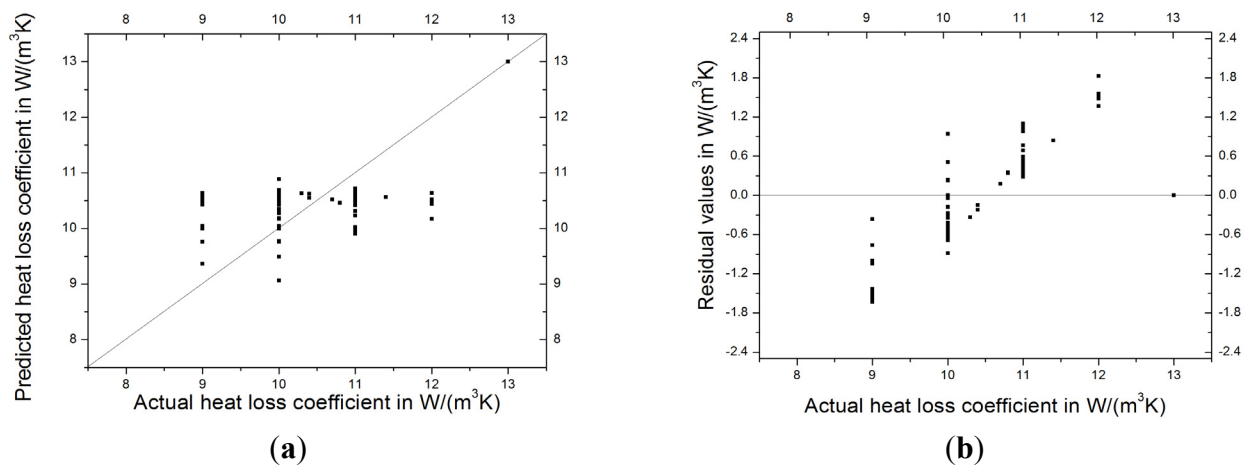 8 9 10 11 12 13
13 13
12 12
11 11
10 10
9 9
8 8
8 9 10 11 12 13
Predicted heat loss coefficient in W/(m³K)
Actual heat loss coefficient in W/(m³K)
(a)
8 9 10 11 12 13
2.4 2.4
1.8 1.8
1.2 1.2
0.6 0.6
0.0 0.0
-0.6 -0.6
-1.2 -1.2
-1.8 -1.8
-2.4 -2.4
8 9 10 11 12 13
Residual values in W/(m³K)
Actual heat loss coefficient in W/(m³K)
(b)